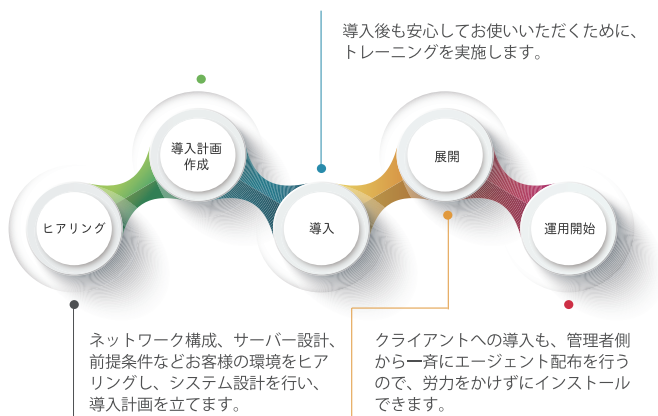 導入後も安心してお使いいただくために、
トレーニングを実施します。
ヒアリング
導入計画
作成
導入
展開
運用開始
ネットワーク構成、サーバー設計、
前提条件などお客様の環境をヒア
リングし、システム設計を行い、
導入計画を立てます。
クライアントへの導入も、管理者側
から一斉にエージェント配布を行う
ので、労力をかけずにインストール
できます。